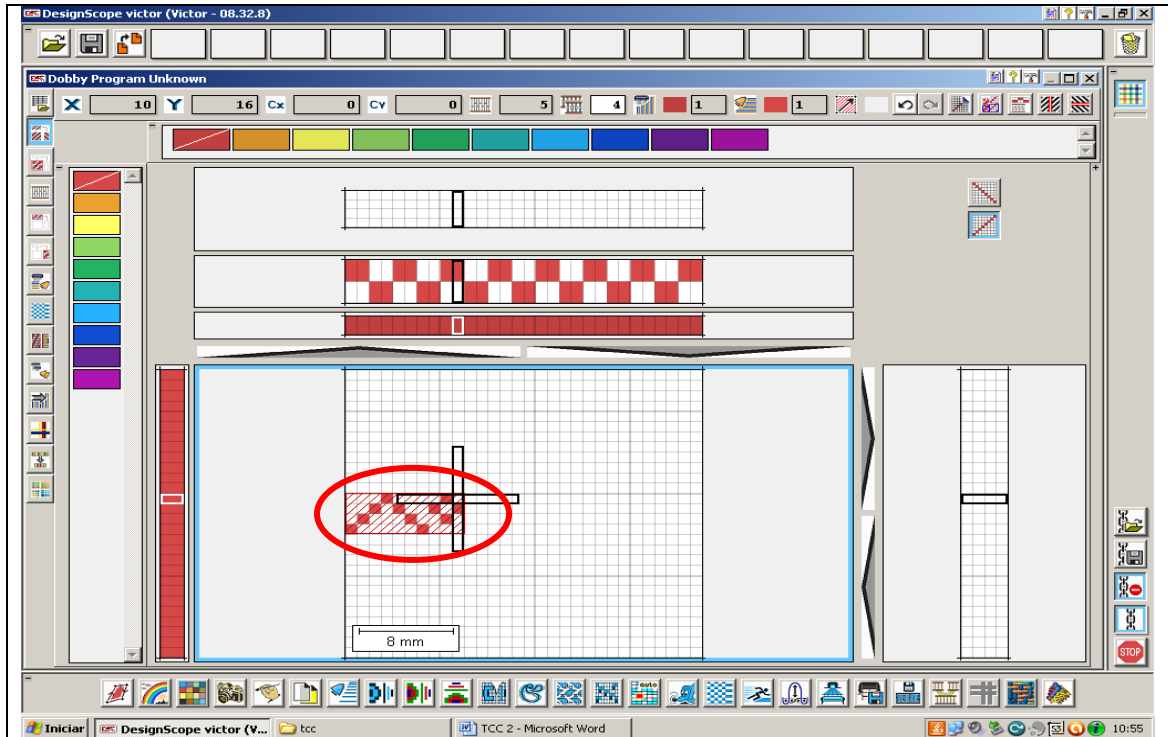 DesignScope victor (Victor - 08.32.8)
Dobby Program Unknown
X 10 Y 16 Cx 0 Cy 0 5 4 1 1
8 mm
STOP
auto
Iniciar DesignScope victor (V... tcc TCC 2 - Microsoft Word 10:55